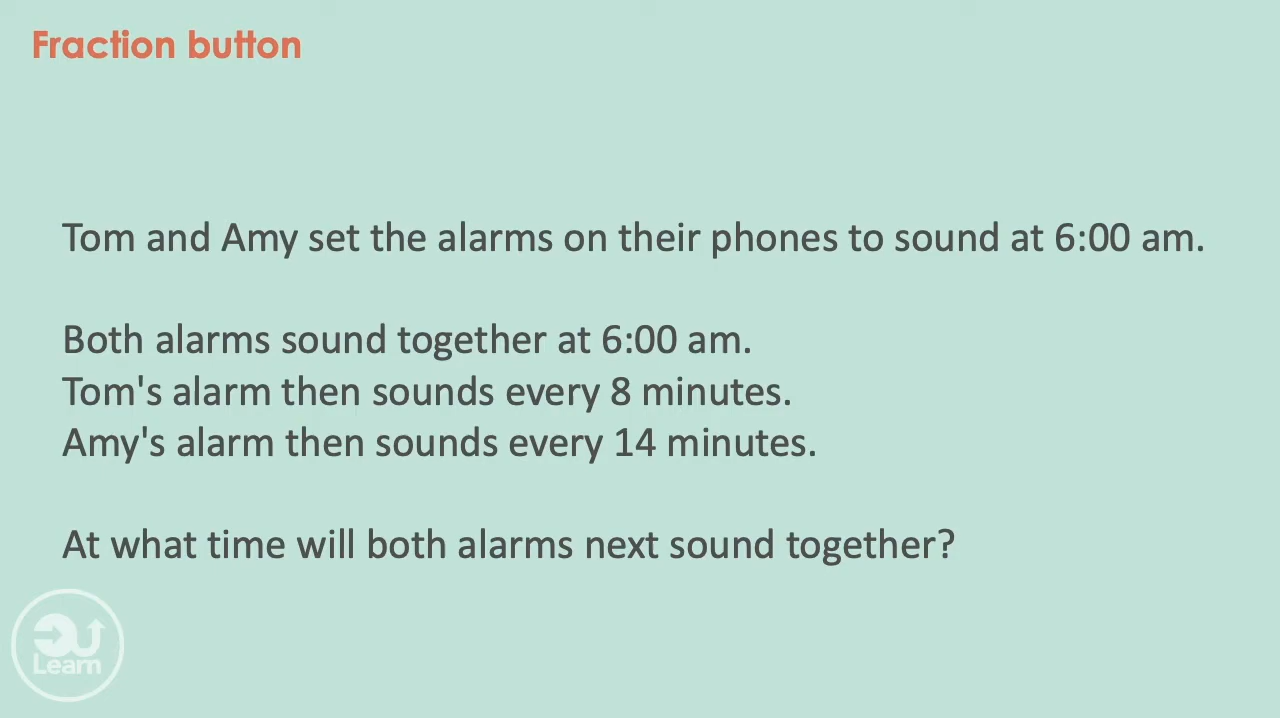 Fraction button
Tom and Amy set the alarms on their phones to sound at 6:00 am.
Both alarms sound together at 6:00 am.
Tom's alarm then sounds every 8 minutes.
Amy's alarm then sounds every 14 minutes.
At what time will both alarms next sound together?
Learn